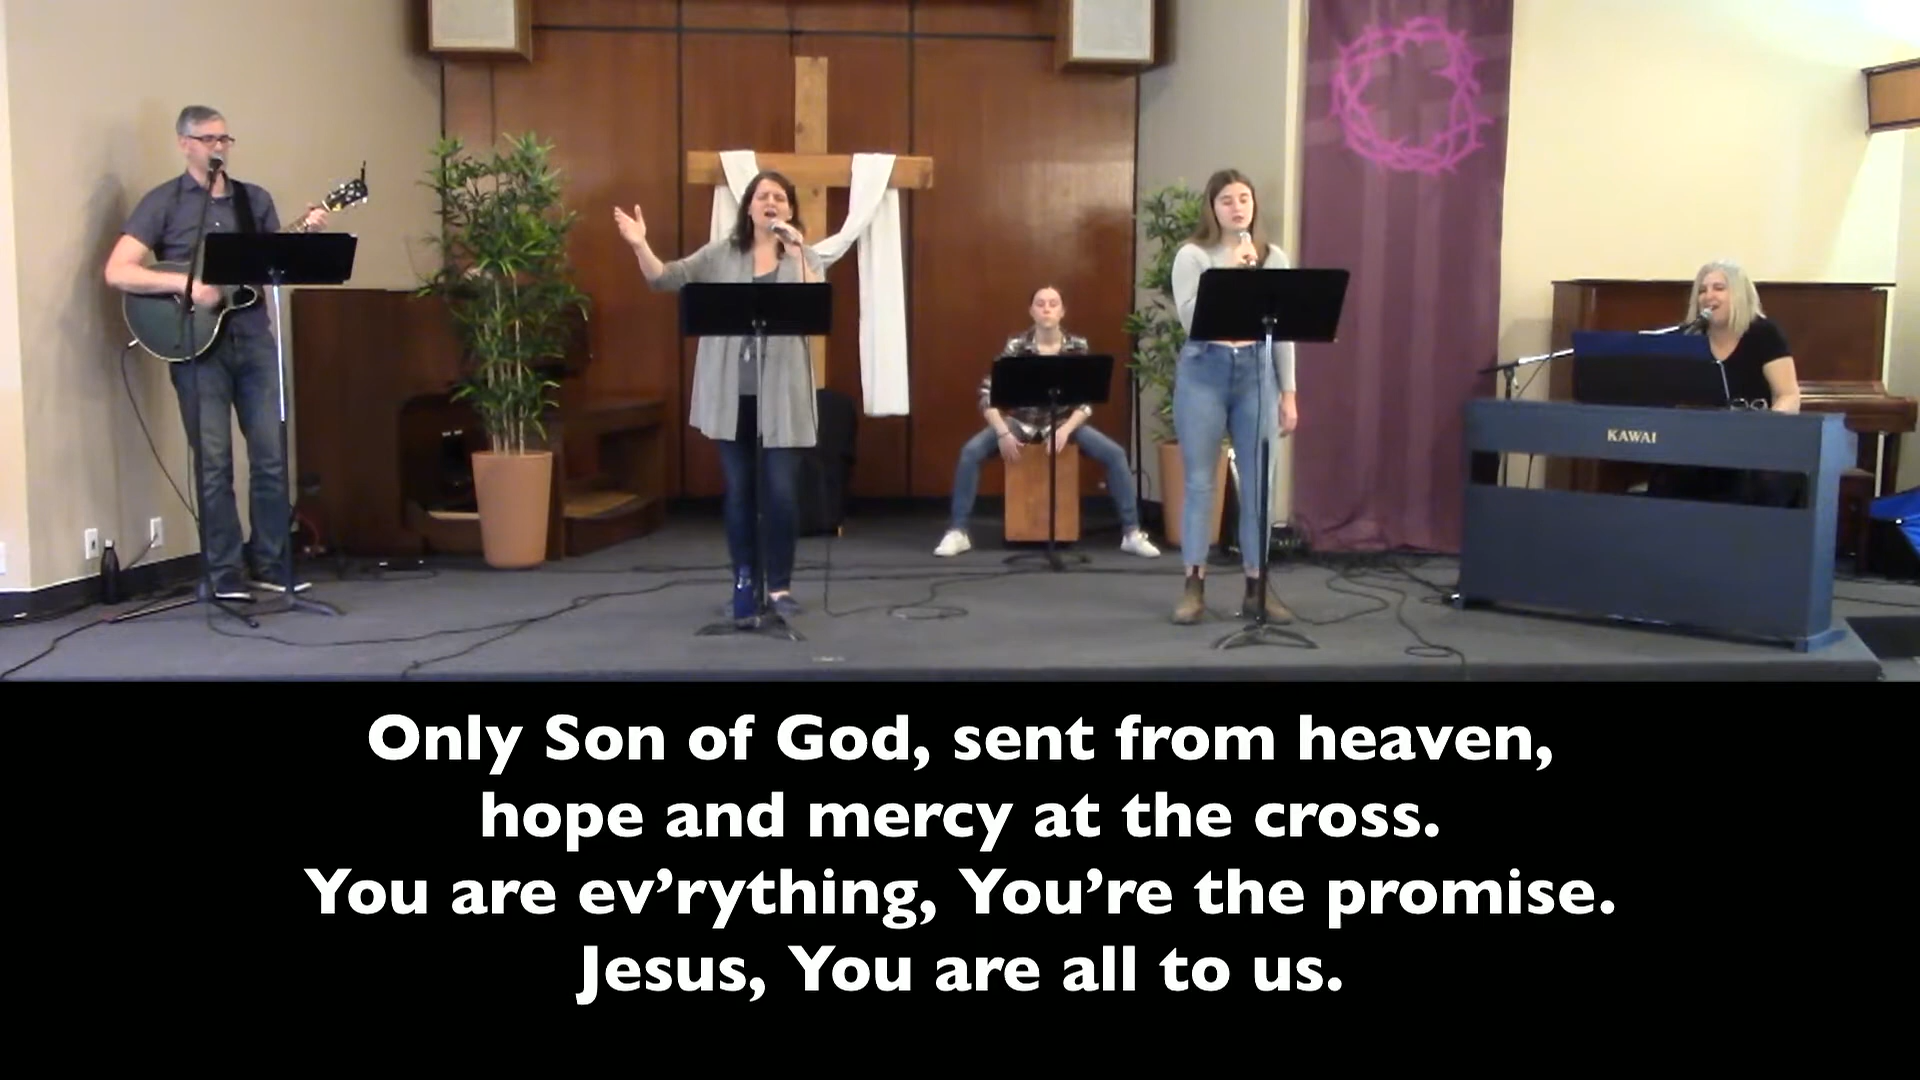 KAWAI
Only Son of God, sent from heaven,
hope and mercy at the cross.
You are ev’rything, You’re the promise.
Jesus, You are all to us.